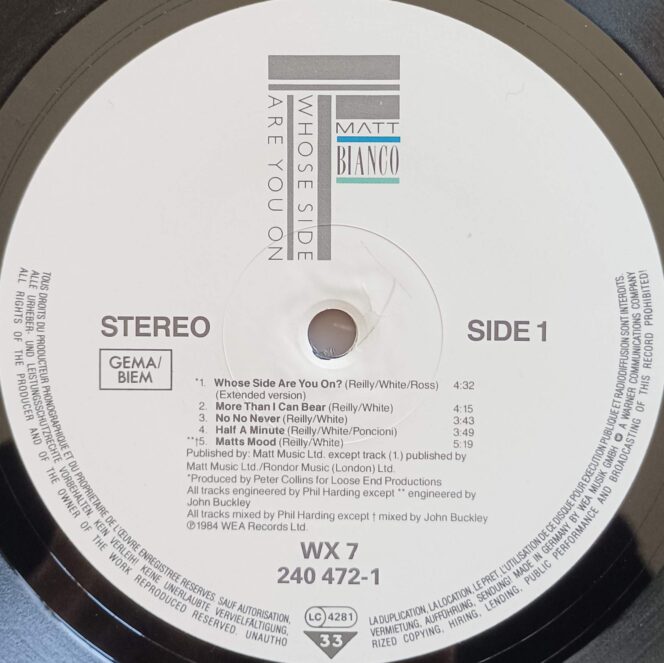 WHOSE SIDE
ARE YOU ON
MATT
BIANCO
STEREO
SIDE 1
GEMA/
BIEM
*1. Whose Side Are You On? (Reilly/White/Ross) 4:32
(Extended version)
2. More Than I Can Bear (Reilly/White) 4:15
3. No No Never (Reilly/White) 3:43
4. Half A Minute (Reilly/White/Poncioni) 3:49
**†5. Matts Mood (Reilly/White) 5:19
Published by: Matt Music Ltd. except track (1.) published by
Matt Music Ltd./Rondor Music (London) Ltd.
*Produced by Peter Collins for Loose End Productions
All tracks engineered by Phil Harding except ** engineered by
John Buckley
All tracks mixed by Phil Harding except † mixed by John Buckley
℗1984 WEA Records Ltd.
WX 7
240 472-1
LC 4281
33
TOUS DROITS DU PRODUCTEUR PHONOGRAPHIQUE ET DU PROPRIETAIRE DE L'ŒUVRE ENREGISTREE RESERVES, SAUF AUTORISATION,
LA DUPLICATION, LA LOCATION, LE PRET, L'UTILISATION DE CE DISQUE POUR EXECUTION PUBLIQUE ET RADIODIFFUSION SONT INTERDITS.
ALLE URHEBER- UND LEISTUNGSSCHUTZRECHTE VORBEHALTEN. KEIN VERLEIH! KEINE UNERLAUBTE VERVIELFÄLTIGUNG,
VERMIETUNG, AUFFÜHRUNG, SENDUNG! MADE IN GERMANY BY WEA MUSIK GMBH A WARNER COMMUNICATIONS COMPANY
ALL RIGHTS OF THE PRODUCER AND OF THE OWNER OF THE WORK REPRODUCED RESERVED. UNAUTHO
RIZED COPYING, HIRING, LENDING, PUBLIC PERFORMANCE AND BROADCASTING OF THIS RECORD PROHIBITED!